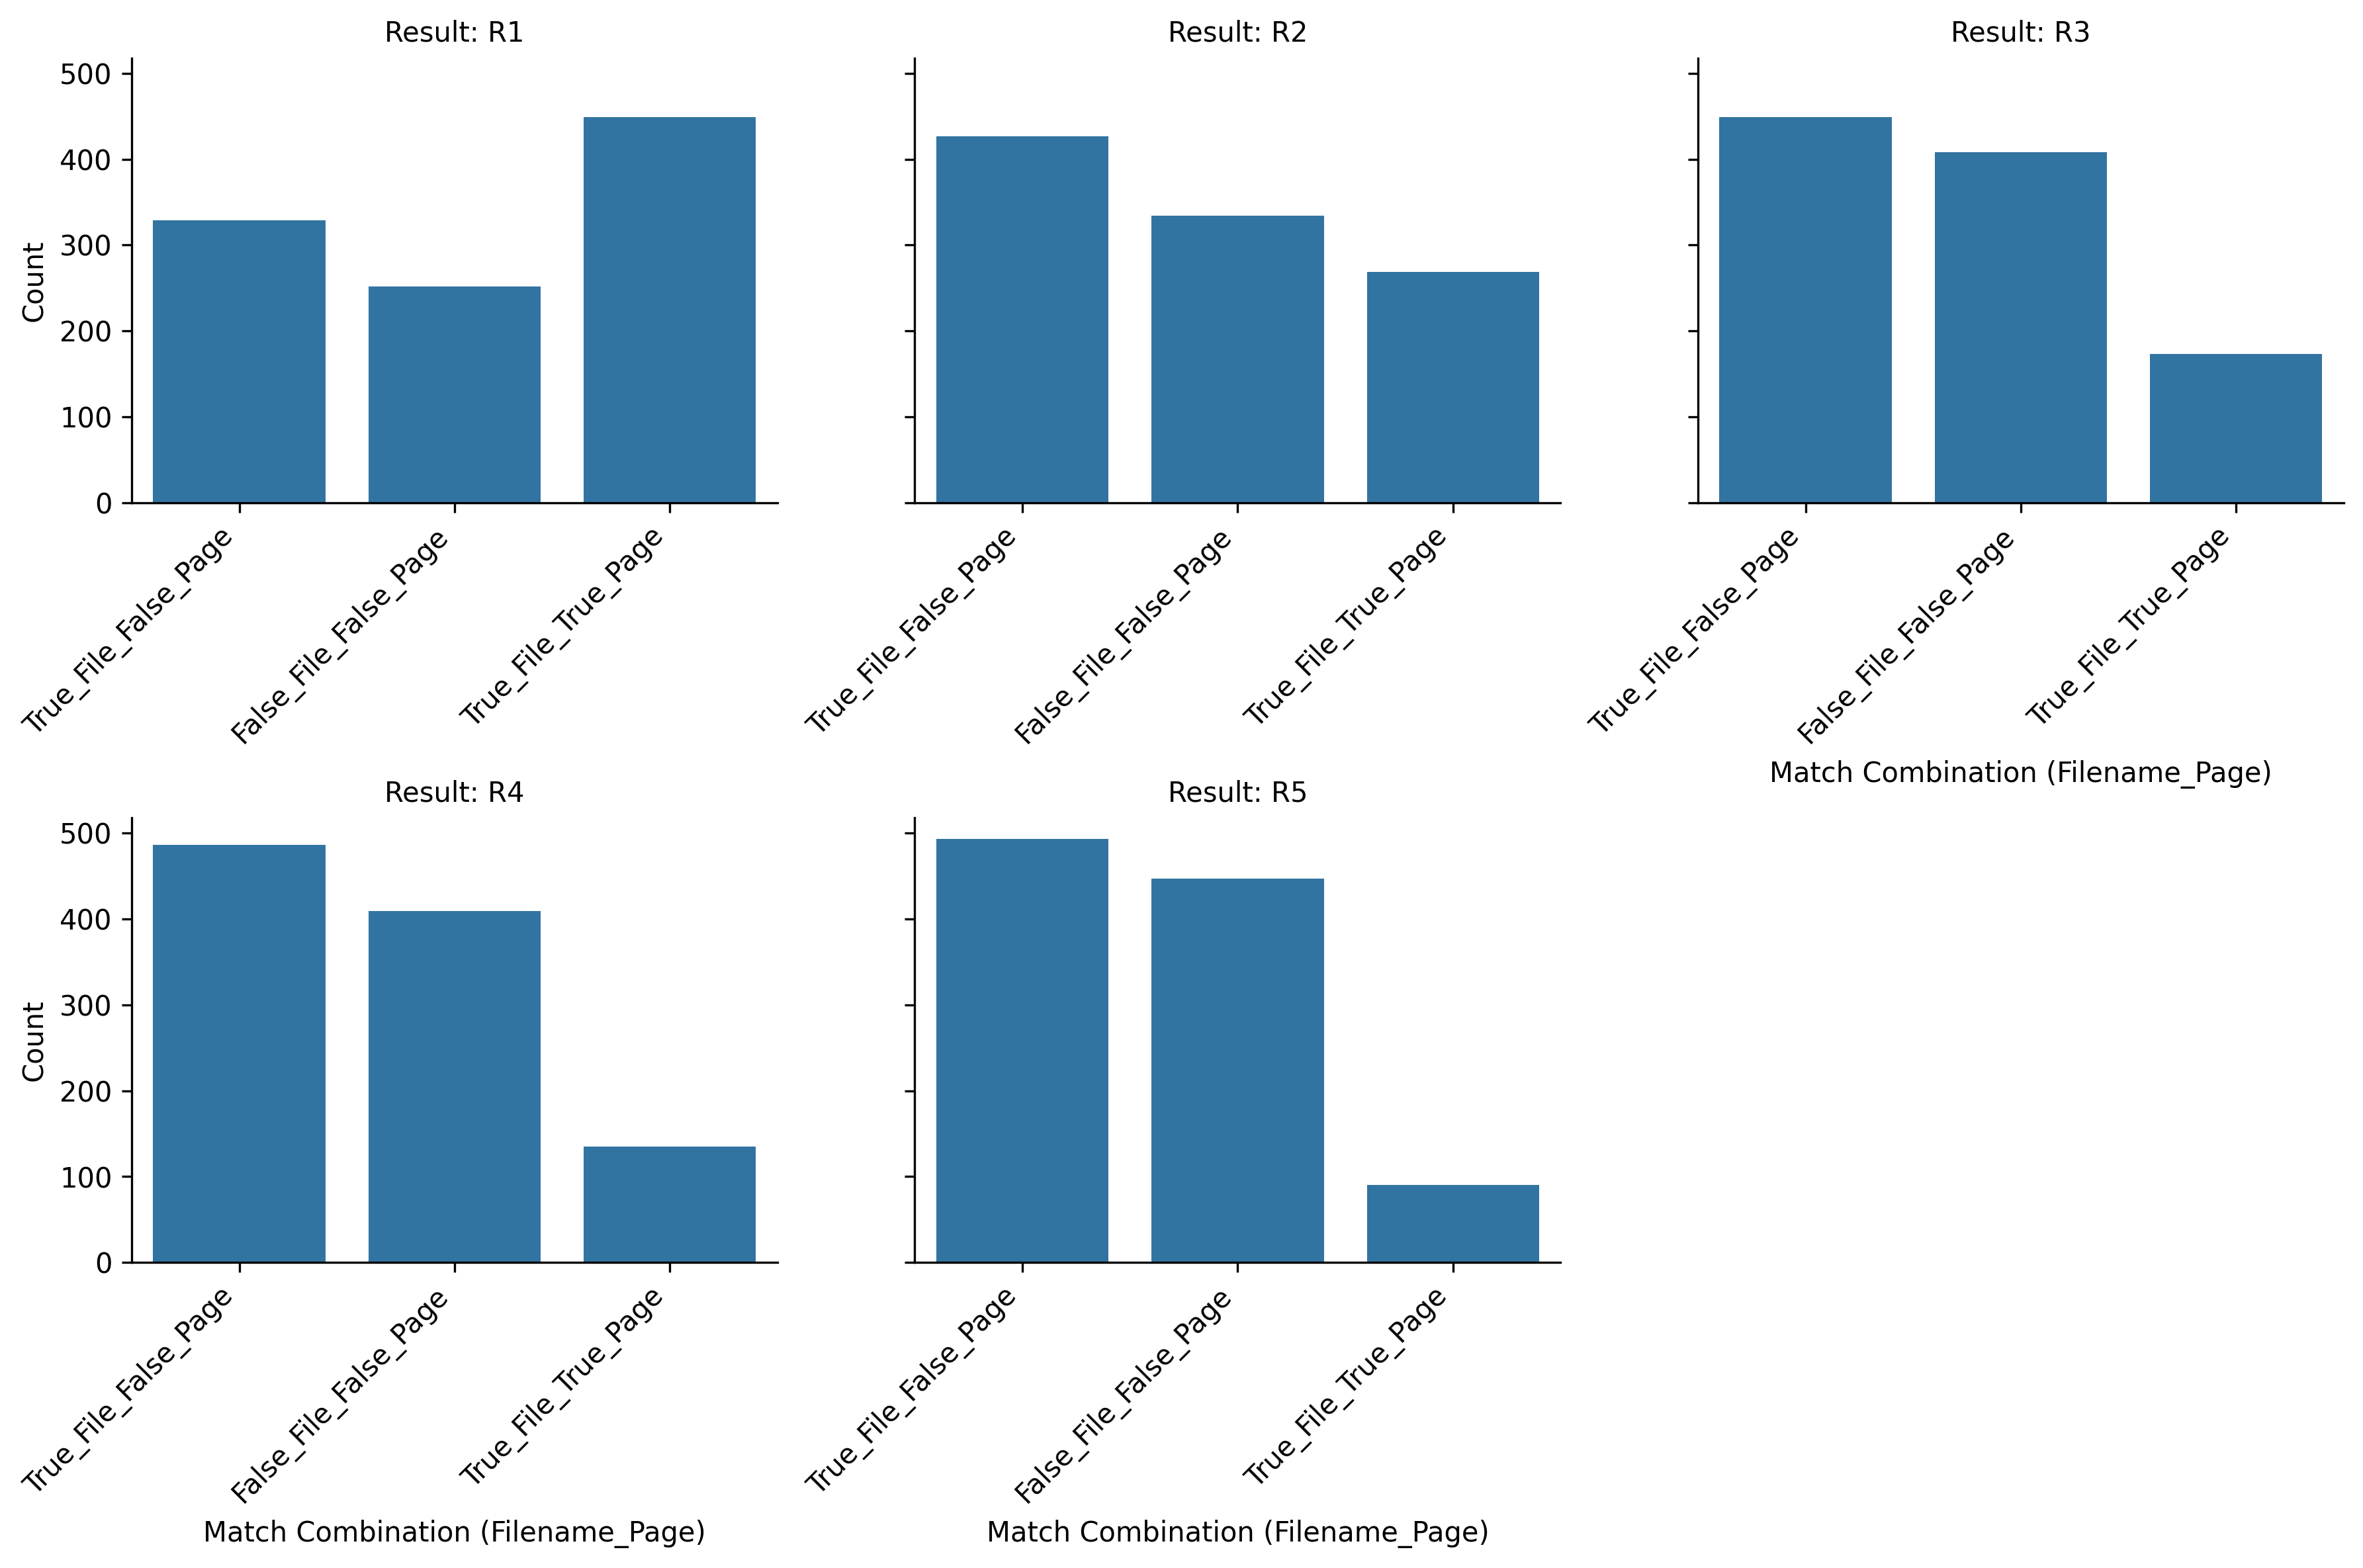 Result: R1
500
400
300
200
100
0
Count
True_File_False_Page
False_File_False_Page
True_File_True_Page
Result: R2
True_File_False_Page
False_File_False_Page
True_File_True_Page
Result: R3
True_File_False_Page
False_File_False_Page
True_File_True_Page
Match Combination (Filename_Page)
Result: R4
500
400
300
200
100
0
Count
True_File_False_Page
False_File_False_Page
True_File_True_Page
Match Combination (Filename_Page)
Result: R5
True_File_False_Page
False_File_False_Page
True_File_True_Page
Match Combination (Filename_Page)